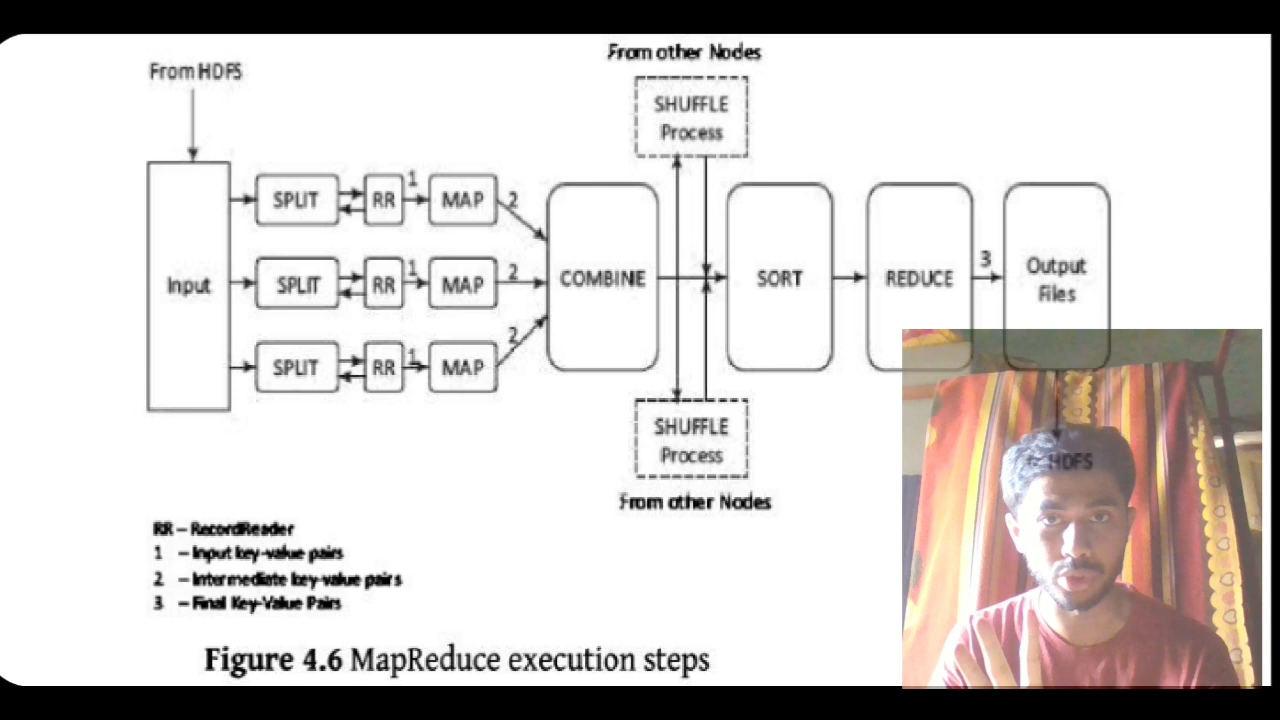 From HDFS
From other Nodes
SHUFFLE
Process
Input
SPLIT
RR
1
MAP
2
SPLIT
RR
1
MAP
2
SPLIT
RR
1
MAP
2
COMBINE
SORT
REDUCE
3
Output
Files
SHUFFLE
Process
From other Nodes
HDFS
RR – RecordReader
1 – Input key-value pairs
2 – Intermediate key-value pairs
3 – Final Key-Value Pairs
Figure 4.6 MapReduce execution steps